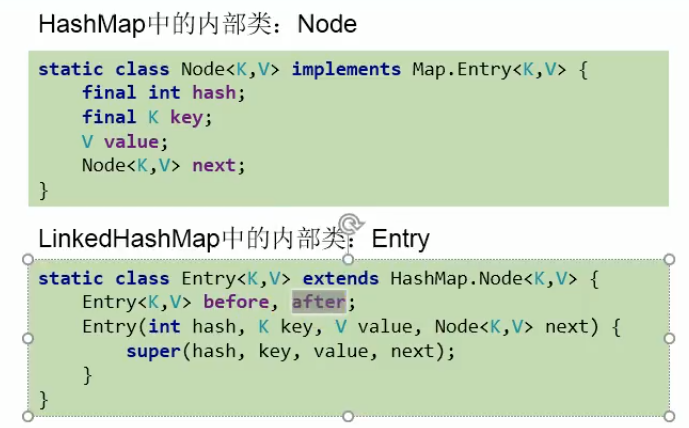 HashMap中的内部类：Node
static class Node<K,V> implements Map.Entry<K,V> {
    final int hash;
    final K key;
    V value;
    Node<K,V> next;
}
LinkedHashMap中的内部类：Entry
static class Entry<K,V> extends HashMap.Node<K,V> {
    Entry<K,V> before, after;
    Entry(int hash, K key, V value, Node<K,V> next) {
        super(hash, key, value, next);
    }
}